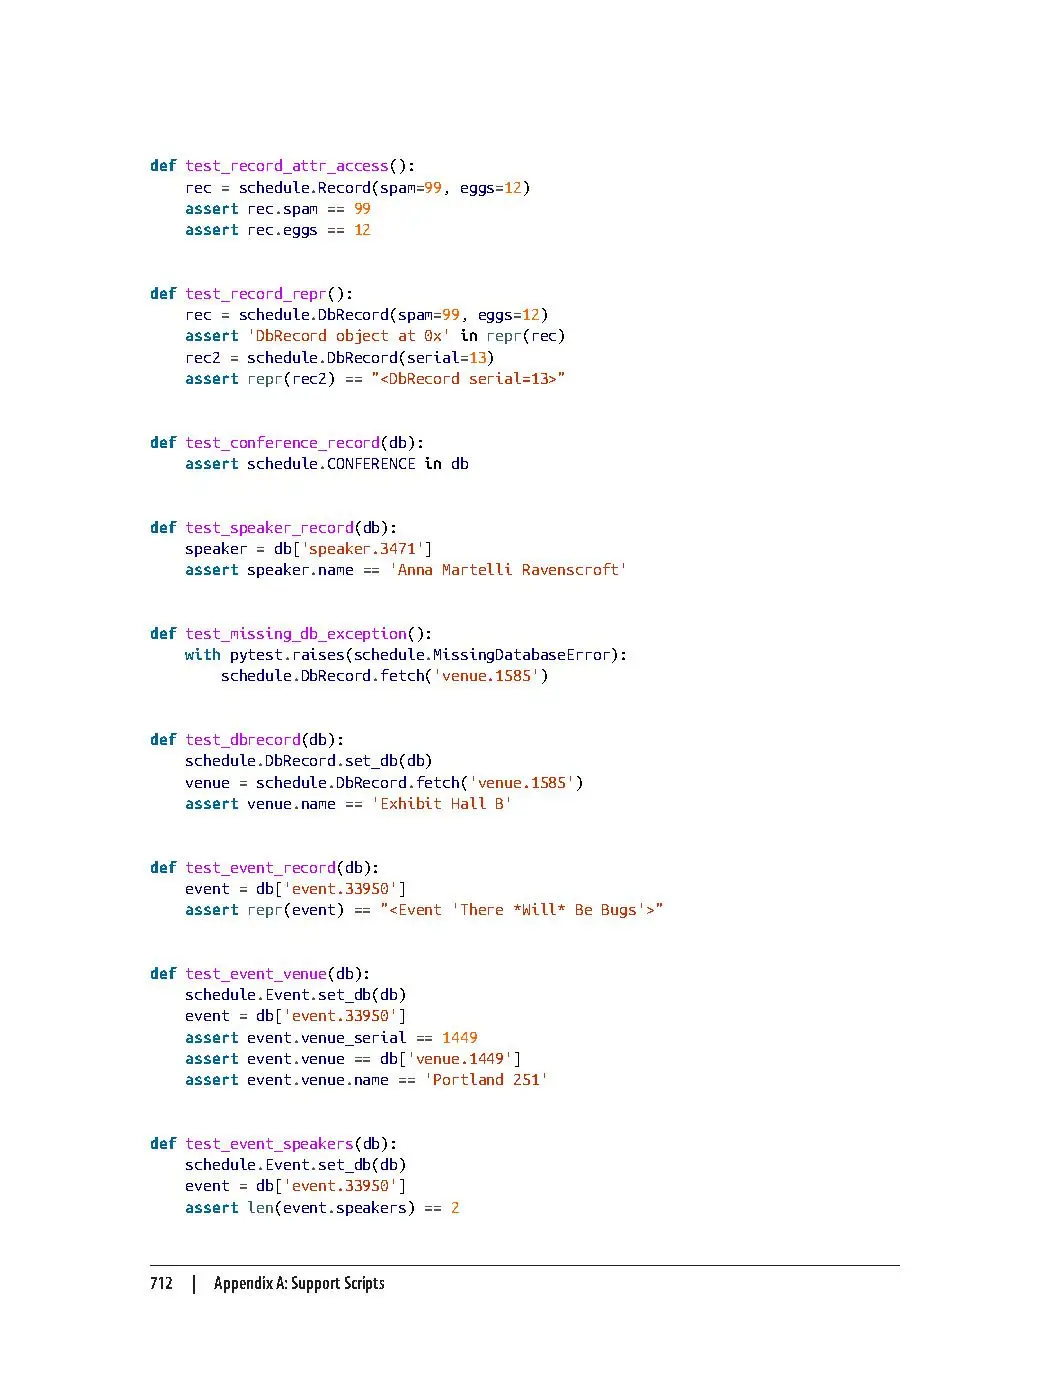 def test_record_attr_access():
    rec = schedule.Record(spam=99, eggs=12)
    assert rec.spam == 99
    assert rec.eggs == 12
def test_record_repr():
    rec = schedule.DbRecord(spam=99, eggs=12)
    assert 'DbRecord object at 0x' in repr(rec)
    rec2 = schedule.DbRecord(serial=13)
    assert repr(rec2) == "<DbRecord serial=13>"
def test_conference_record(db):
    assert schedule.CONFERENCE in db
def test_speaker_record(db):
    speaker = db['speaker.3471']
    assert speaker.name == 'Anna Martelli Ravenscroft'
def test_missing_db_exception():
    with pytest.raises(schedule.MissingDatabaseError):
        schedule.DbRecord.fetch('venue.1585')
def test_dbrecord(db):
    schedule.DbRecord.set_db(db)
    venue = schedule.DbRecord.fetch('venue.1585')
    assert venue.name == 'Exhibit Hall B'
def test_event_record(db):
    event = db['event.33950']
    assert repr(event) == "<Event 'There *Will* Be Bugs'>"
def test_event_venue(db):
    schedule.Event.set_db(db)
    event = db['event.33950']
    assert event.venue_serial == 1449
    assert event.venue == db['venue.1449']
    assert event.venue.name == 'Portland 251'
def test_event_speakers(db):
    schedule.Event.set_db(db)
    event = db['event.33950']
    assert len(event.speakers) == 2
712 | Appendix A: Support Scripts